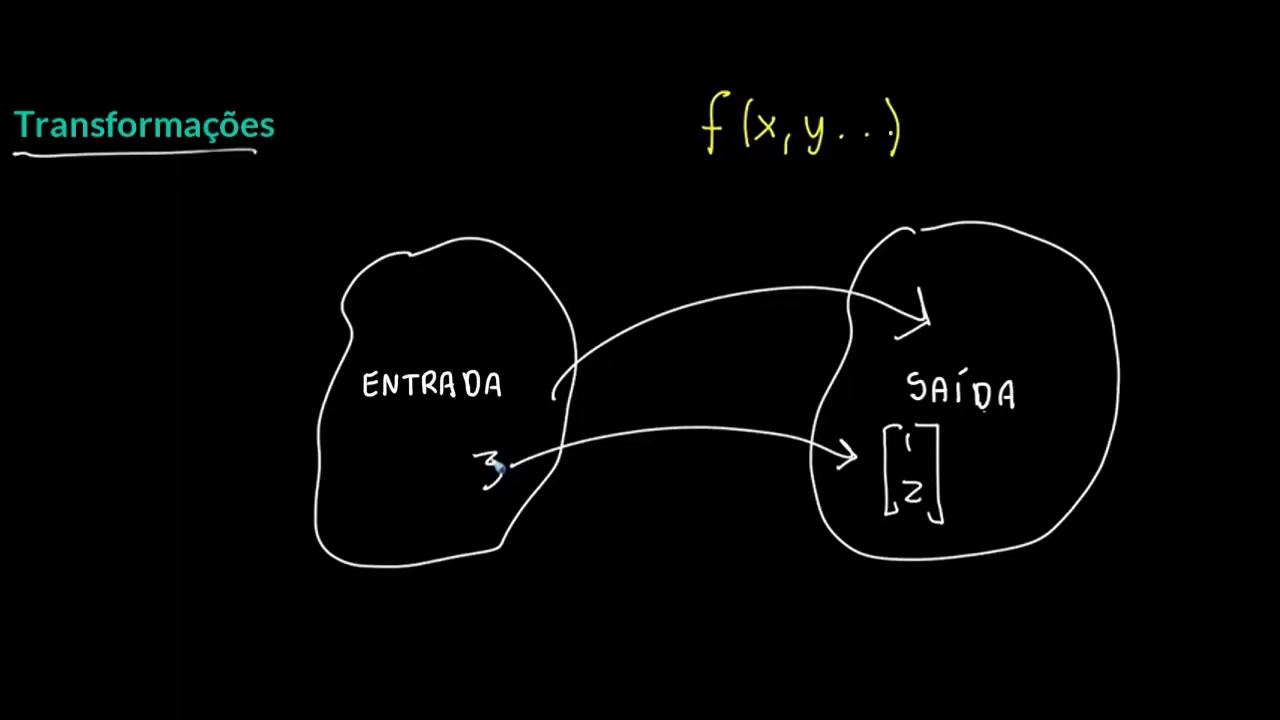 Transformações
f(x, y...)
ENTRADA
SAÍDA
3
1
2